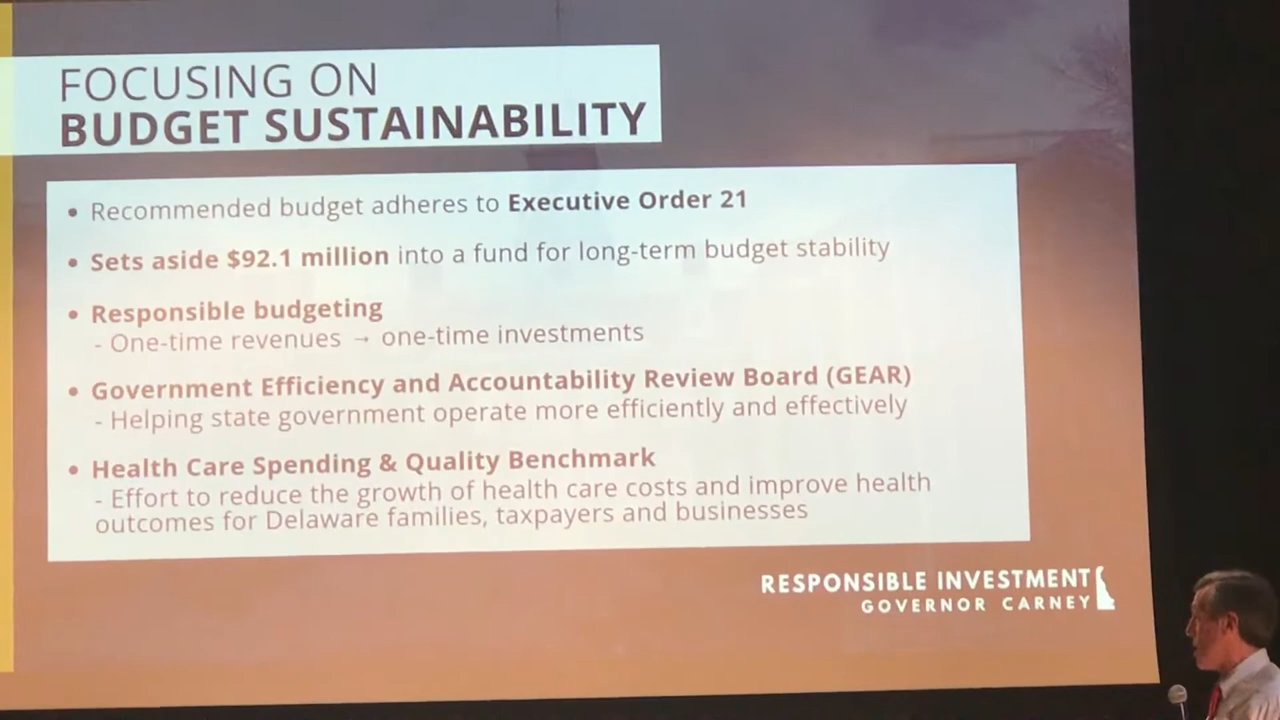 FOCUSING ON
BUDGET SUSTAINABILITY
• Recommended budget adheres to Executive Order 21
• Sets aside $92.1 million into a fund for long-term budget stability
• Responsible budgeting
- One-time revenues → one-time investments
• Government Efficiency and Accountability Review Board (GEAR)
- Helping state government operate more efficiently and effectively
• Health Care Spending & Quality Benchmark
- Effort to reduce the growth of health care costs and improve health
outcomes for Delaware families, taxpayers and businesses
RESPONSIBLE INVESTMENT
GOVERNOR CARNEY